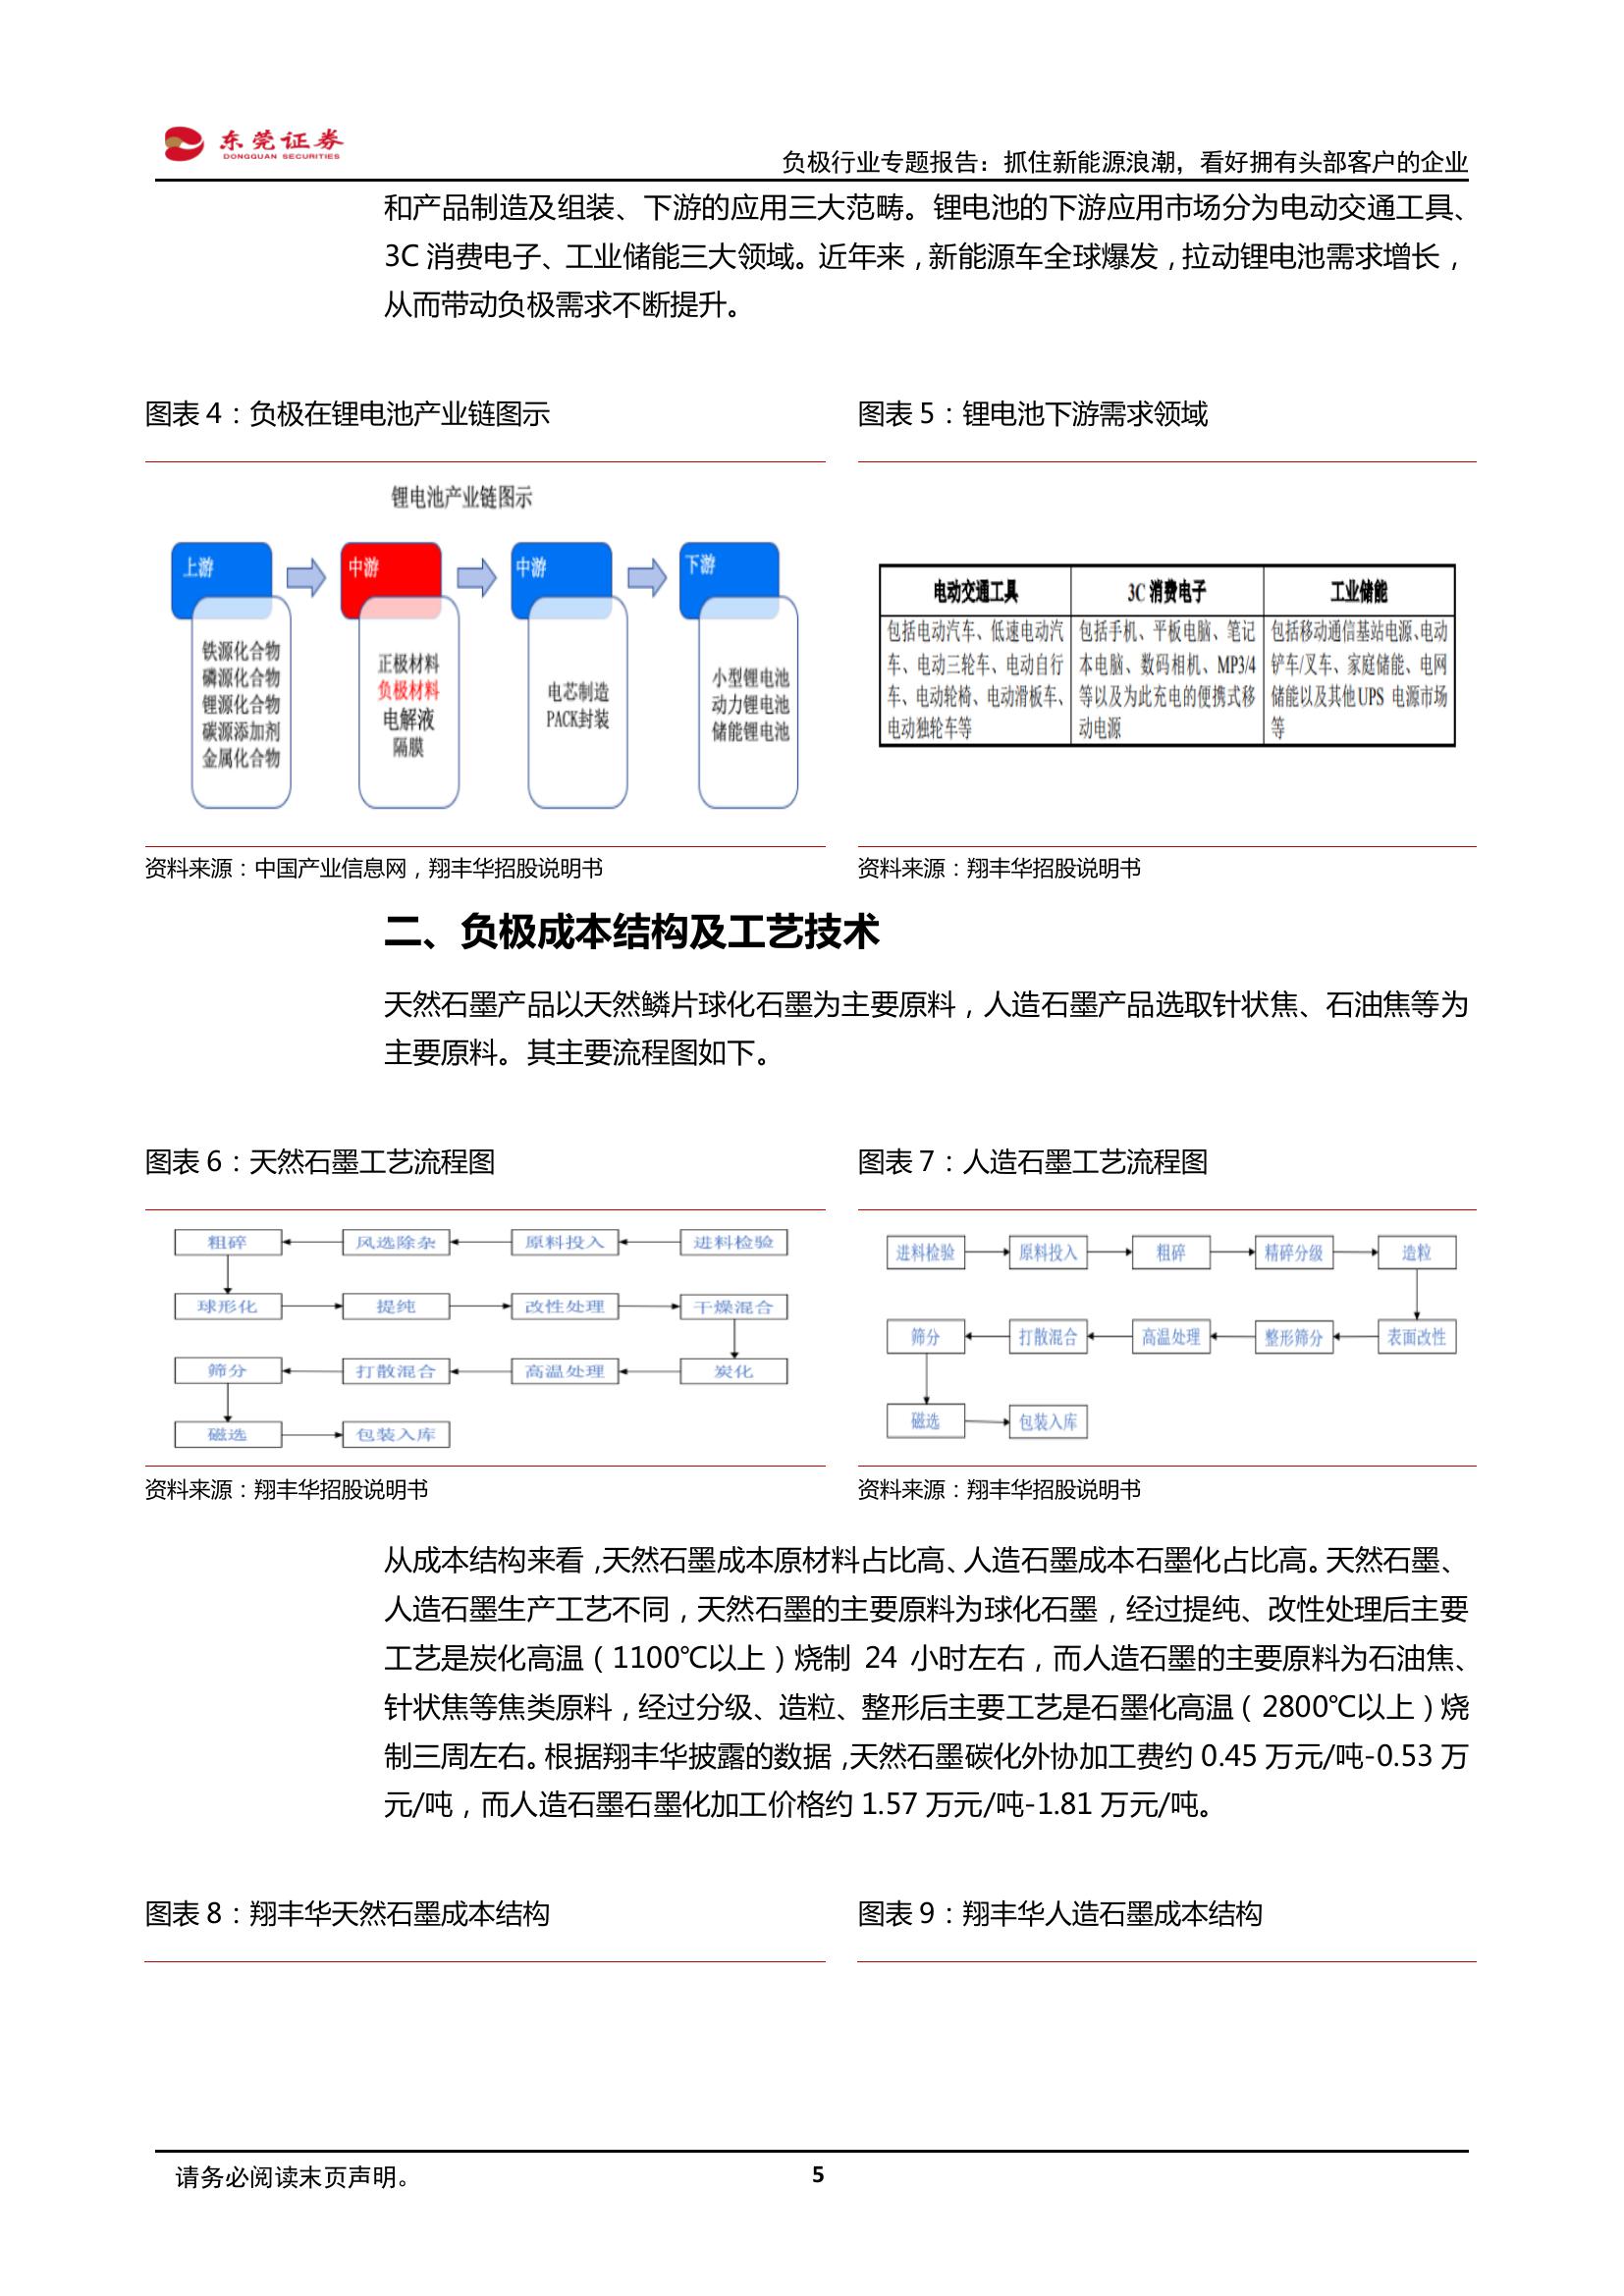 东莞证券
DONGGUAN SECURITIES
负极行业专题报告：抓住新能源浪潮，看好拥有头部客户的企业
和产品制造及组装、下游的应用三大范畴。锂电池的下游应用市场分为电动交通工具、
3C 消费电子、工业储能三大领域。近年来，新能源车全球爆发，拉动锂电池需求增长，
从而带动负极需求不断提升。
图表 4：负极在锂电池产业链图示
锂电池产业链图示
上游
铁源化合物
磷源化合物
锂源化合物
碳源添加剂
金属化合物
中游
正极材料
负极材料
电解液
隔膜
中游
电芯制造
PACK封装
下游
小型锂电池
动力锂电池
储能锂电池
资料来源：中国产业信息网，翔丰华招股说明书
图表 5：锂电池下游需求领域
电动交通工具
3C 消费电子
工业储能
包括电动汽车、低速电动汽
车、电动三轮车、电动自行
车、电动轮椅、电动滑板车、
电动独轮车等
包括手机、平板电脑、笔记
本电脑、数码相机、MP3/4
等以及为此充电的便携式移
动电源
包括移动通信基站电源、电动
铲车/叉车、家庭储能、电网
储能以及其他UPS 电源市场
等
资料来源：翔丰华招股说明书
二、负极成本结构及工艺技术
天然石墨产品以天然鳞片球化石墨为主要原料，人造石墨产品选取针状焦、石油焦等为
主要原料。其主要流程图如下。
图表 6：天然石墨工艺流程图
粗碎 风选除杂 原料投入 进料检验
球形化 提纯 改性处理 干燥混合
筛分 打散混合 高温处理 炭化
磁选 包装入库
资料来源：翔丰华招股说明书
图表 7：人造石墨工艺流程图
进料检验 原料投入 粗碎 精碎分级 造粒
筛分 打散混合 高温处理 整形筛分 表面改性
磁选 包装入库
资料来源：翔丰华招股说明书
从成本结构来看，天然石墨成本原材料占比高、人造石墨成本石墨化占比高。天然石墨、
人造石墨生产工艺不同，天然石墨的主要原料为球化石墨，经过提纯、改性处理后主要
工艺是炭化高温（1100℃以上）烧制 24 小时左右，而人造石墨的主要原料为石油焦、
针状焦等焦类原料，经过分级、造粒、整形后主要工艺是石墨化高温（2800℃以上）烧
制三周左右。根据翔丰华披露的数据，天然石墨碳化外协加工费约 0.45 万元/吨-0.53 万
元/吨，而人造石墨石墨化加工价格约 1.57 万元/吨-1.81 万元/吨。
图表 8：翔丰华天然石墨成本结构
图表 9：翔丰华人造石墨成本结构
请务必阅读末页声明。
5